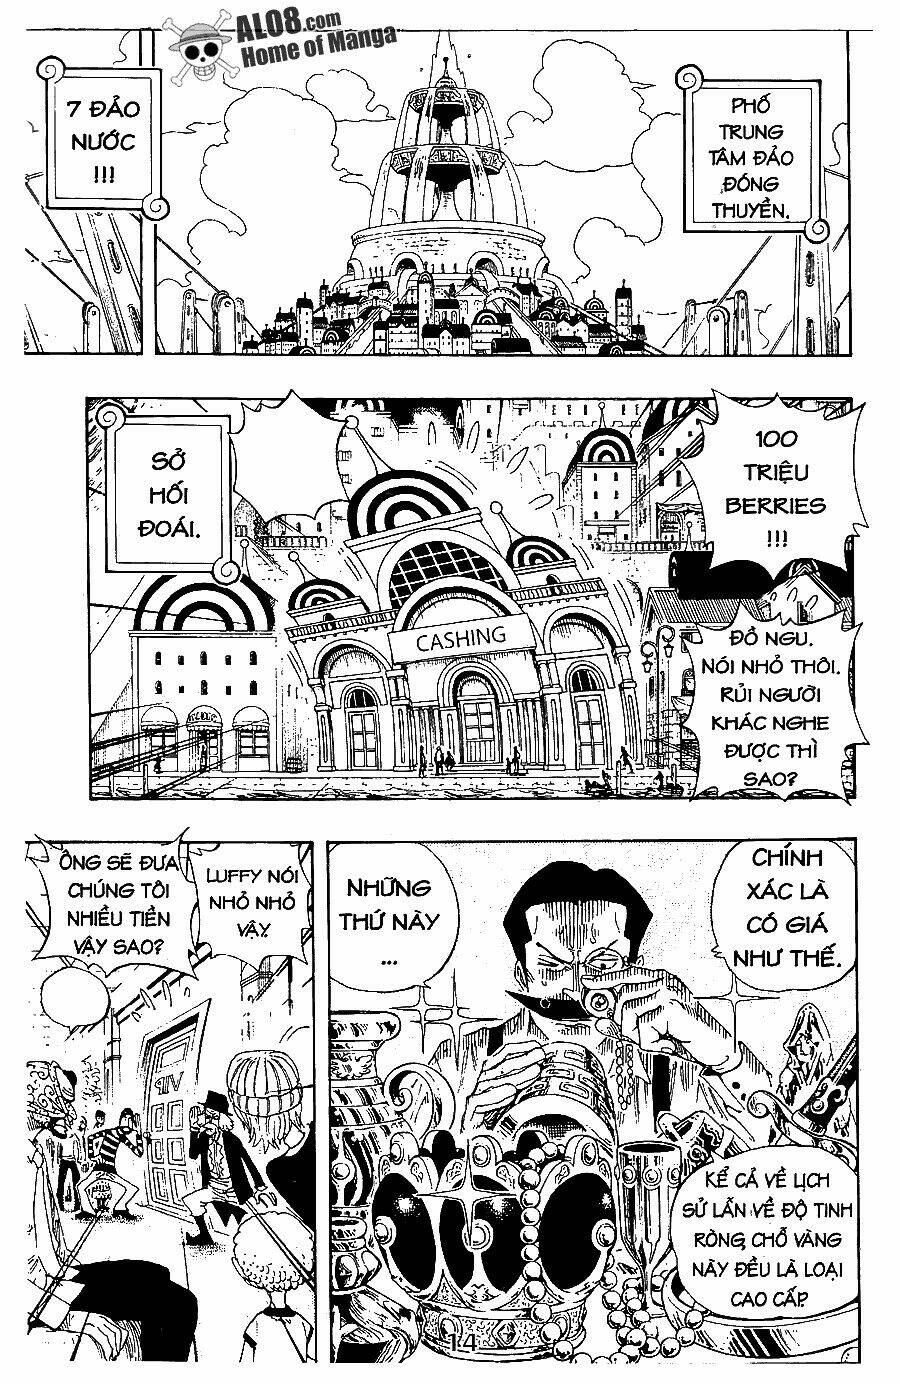 AL08.com
Home of Manga
PHỐ
TRUNG
TÂM ĐẢO
ĐÓNG
THUYỀN.
7 ĐẢO
NƯỚC
!!!
100
TRIỆU
BERRIES
!!!
SỞ
HỐI
ĐOÁI.
CASHING
ĐỒ NGU.
NÓI NHỎ THÔI.
RỦI NGƯỜI
KHÁC NGHE
ĐƯỢC THÌ
SAO?
CHÍNH
XÁC LÀ
CÓ GIÁ
NHƯ THẾ.
NHỮNG
THỨ NÀY
...
KỂ CẢ VỀ LỊCH
SỬ LẪN VỀ ĐỘ TINH
RÒNG, CHỖ VÀNG
NÀY ĐỀU LÀ LOẠI
CAO CẤP.
LUFFY NÓI
NHỎ NHỎ
VẬY.
ÔNG SẼ ĐƯA
CHÚNG TÔI
NHIỀU TIỀN
VẬY SAO?
VIP
14